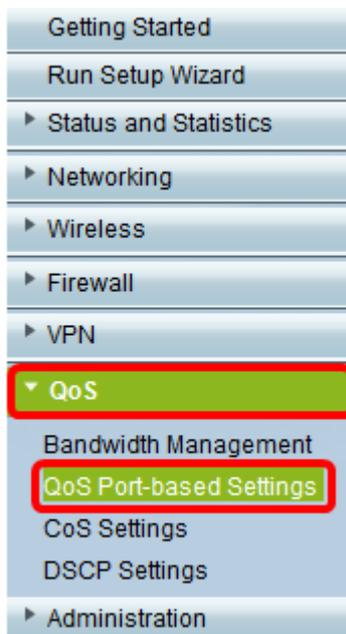 Getting Started
Run Setup Wizard
Status and Statistics
Networking
Wireless
Firewall
VPN
QoS
Bandwidth Management
QoS Port-based Settings
CoS Settings
DSCP Settings
Administration